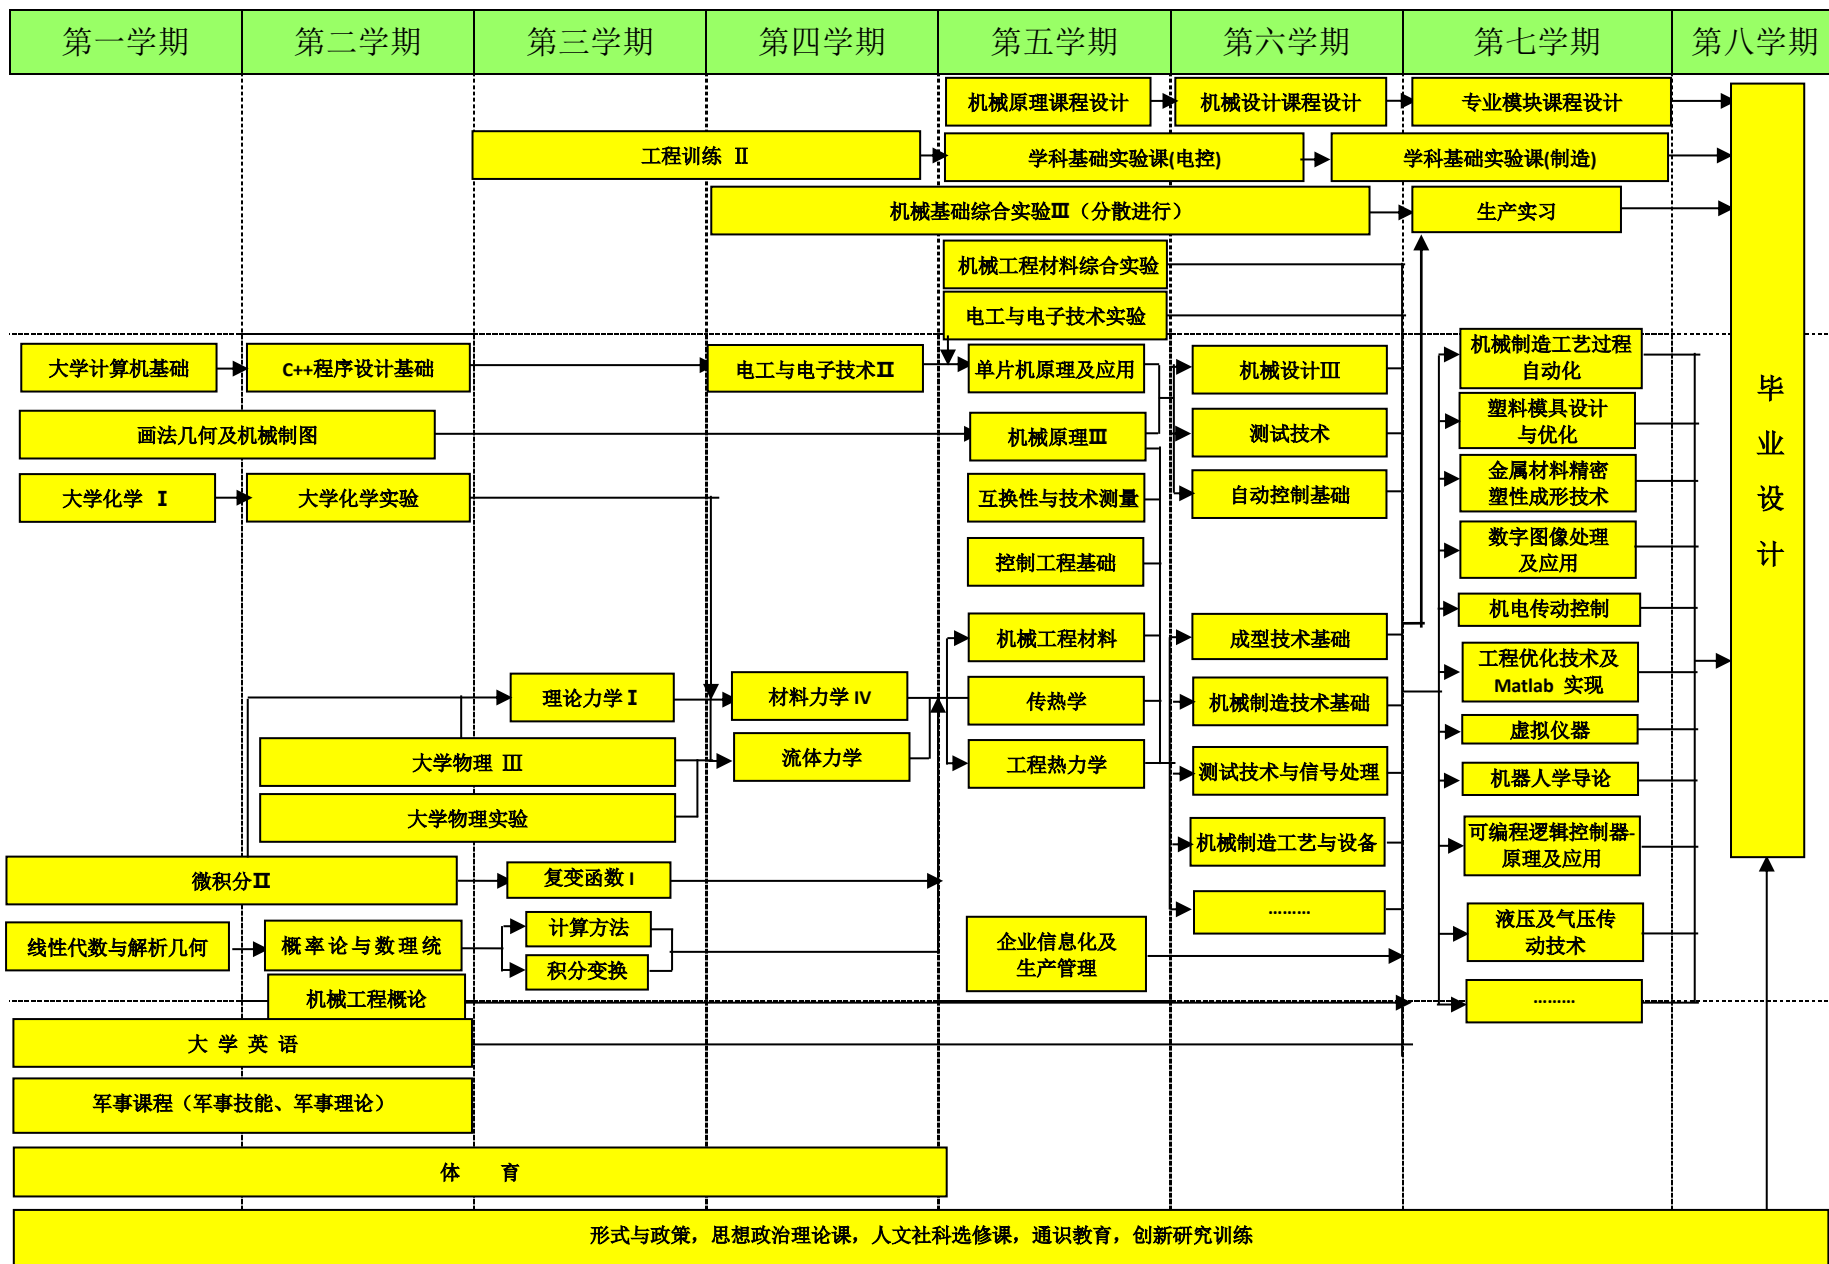 第一学期
第二学期
第三学期
第四学期
第五学期
第六学期
第七学期
第八学期
机械原理课程设计
机械设计课程设计
专业模块课程设计
工程训练 Ⅱ
学科基础实验课(电控)
学科基础实验课(制造)
机械基础综合实验Ⅲ（分散进行）
生产实习
机械工程材料综合实验
电工与电子技术实验
大学计算机基础
C++程序设计基础
电工与电子技术Ⅱ
单片机原理及应用
机械设计Ⅲ
机械制造工艺过程
自动化
画法几何及机械制图
机械原理Ⅲ
测试技术
塑料模具设计
与优化
大学化学 Ⅰ
大学化学实验
互换性与技术测量
自动控制基础
金属材料精密
塑性成形技术
控制工程基础
数字图像处理
及应用
机械工程材料
成型技术基础
机电传动控制
理论力学Ⅰ
材料力学 IV
传热学
机械制造技术基础
工程优化技术及
Matlab 实现
大学物理 Ⅲ
流体力学
工程热力学
测试技术与信号处理
虚拟仪器
机器人学导论
大学物理实验
机械制造工艺与设备
可编程逻辑控制器-
原理及应用
微积分Ⅱ
复变函数 I
………
线性代数与解析几何
概率论与数理统
计算方法
积分变换
企业信息化及
生产管理
液压及气压传
动技术
机械工程概论
………
大 学 英 语
军事课程（军事技能、军事理论）
体 育
形式与政策，思想政治理论课，人文社科选修课，通识教育，创新研究训练
毕
业
设
计